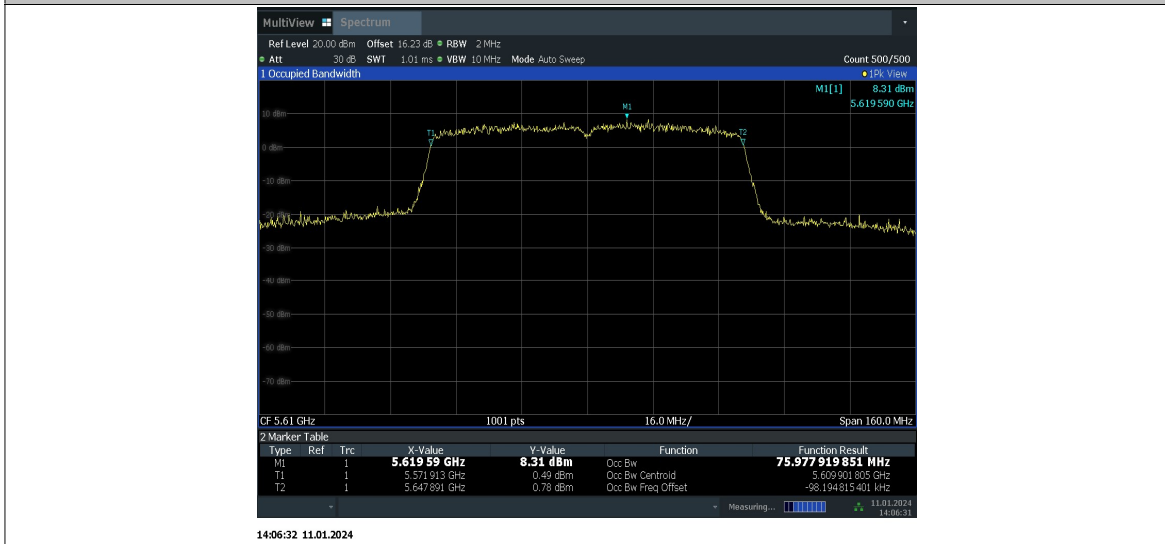 MultiView Spectrum
Ref Level 20.00 dBm Offset 16.23 dB RBW 2 MHz
Att 30 dB SWT 1.01 ms VBW 10 MHz Mode Auto Sweep Count 500/500
1 Occupied Bandwidth 1Pk View
M1[1] 8.31 dBm
5.619 590 GHz
M1
10 dBm
T1 T2
0 dBm
-10 dBm
-20 dBm
-30 dBm
-40 dBm
-50 dBm
-60 dBm
-70 dBm
CF 5.61 GHz 1001 pts 16.0 MHz/ Span 160.0 MHz
2 Marker Table
Type Ref Trc X-Value Y-Value Function Function Result
M1 1 5.619 59 GHz 8.31 dBm Occ Bw 75.977 919 851 MHz
T1 1 5.571 913 GHz 0.49 dBm Occ Bw Centroid 5.609 901 805 GHz
T2 1 5.647 891 GHz 0.78 dBm Occ Bw Freq Offset -98.194 815 401 kHz
Measuring... 11.01.2024
14:06:31
14:06:32 11.01.2024